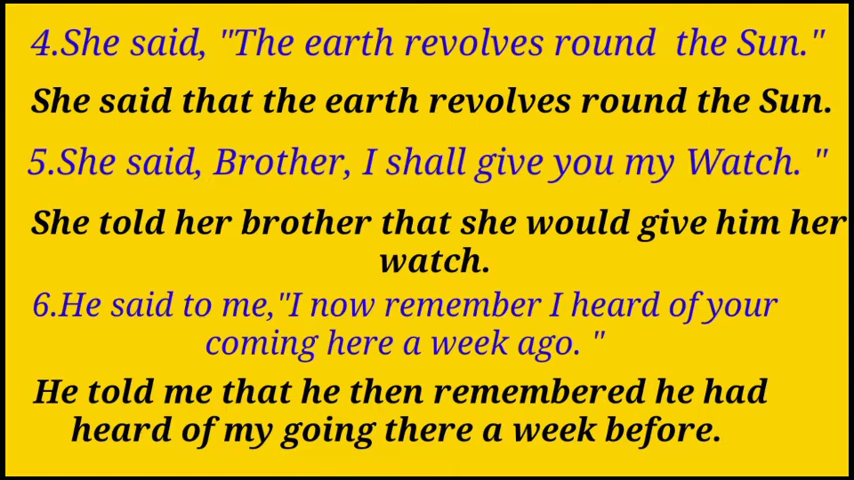 4.She said, "The earth revolves round the Sun."
She said that the earth revolves round the Sun.
5.She said, Brother, I shall give you my Watch. "
She told her brother that she would give him her
watch.
6.He said to me,"I now remember I heard of your
coming here a week ago. "
He told me that he then remembered he had
heard of my going there a week before.